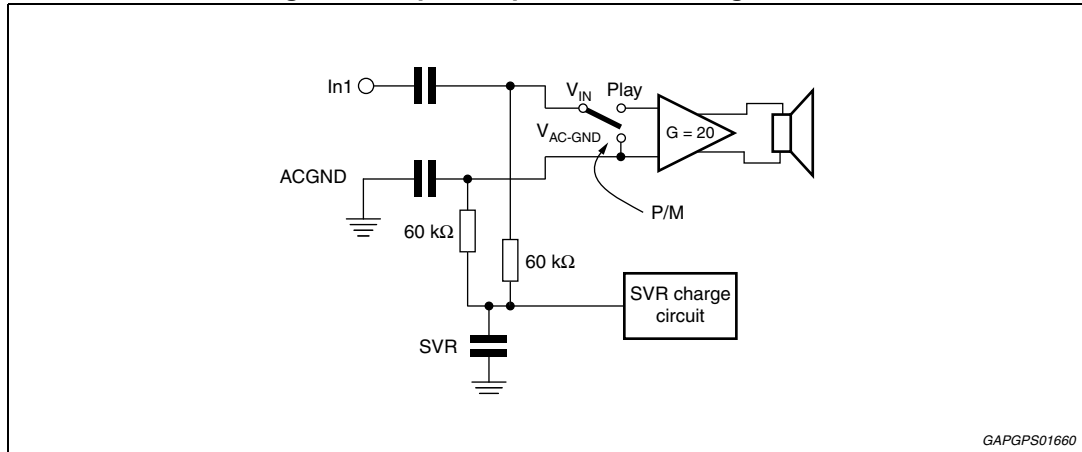 In1
V_IN Play
V_AC-GND
G = 20
ACGND
P/M
60 kΩ
60 kΩ
SVR charge
circuit
SVR
GAPGPS01660